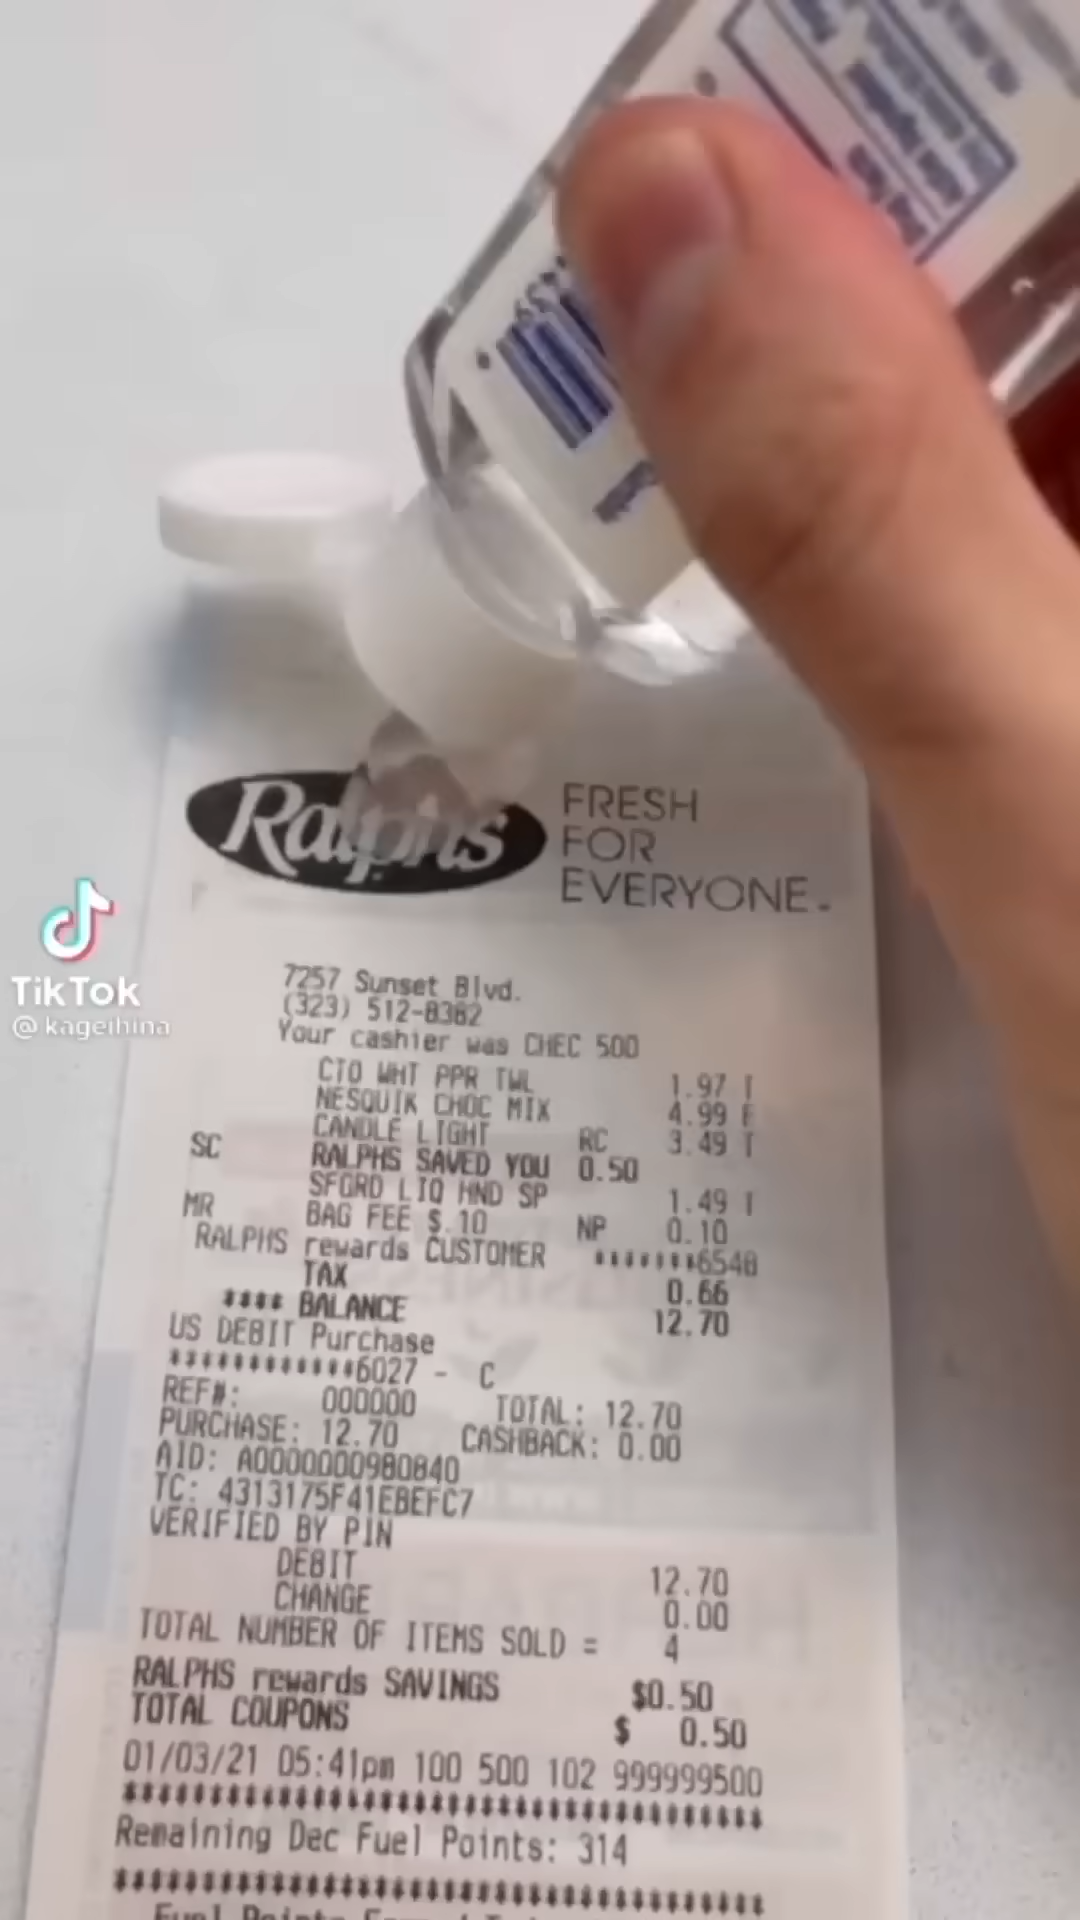 Ralphs
FRESH
FOR
EVERYONE.
TikTok
@kageihina
7257 Sunset Blvd.
(323) 512-8382
Your cashier was CHEC 500
CTO WHT PPR TWL 1.97 T
NESQUIK CHOC MIX 4.99 F
CANDLE LIGHT RC 3.49 T
SC RALPHS SAVED YOU 0.50
SFGRD LIQ HND SP 1.49 T
MR BAG FEE $.10 NP 0.10
RALPHS rewards CUSTOMER *******6548
TAX 0.66
**** BALANCE 12.70
US DEBIT Purchase
************6027 - C
REF#: 000000 TOTAL: 12.70
PURCHASE: 12.70 CASHBACK: 0.00
AID: A0000000980840
TC: 4313175F41EBEFC7
VERIFIED BY PIN
DEBIT 12.70
CHANGE 0.00
TOTAL NUMBER OF ITEMS SOLD = 4
RALPHS rewards SAVINGS $0.50
TOTAL COUPONS $ 0.50
01/03/21 05:41pm 100 500 102 999999500
***************************************
Remaining Dec Fuel Points: 314
***************************************
Fuel Points